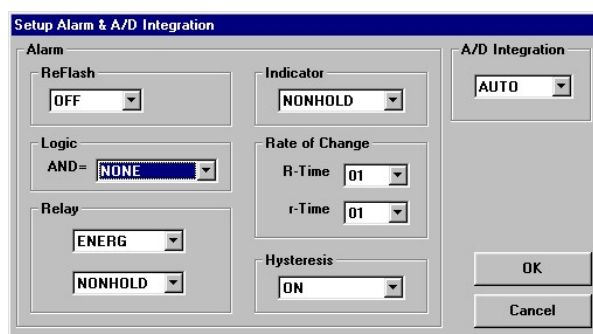 Setup Alarm & A/D Integration
Alarm
ReFlash
OFF
Logic
AND= NONE
Relay
ENERG
NONHOLD
Indicator
NONHOLD
Rate of Change
R-Time 01
r-Time 01
Hysteresis
ON
A/D Integration
AUTO
OK
Cancel